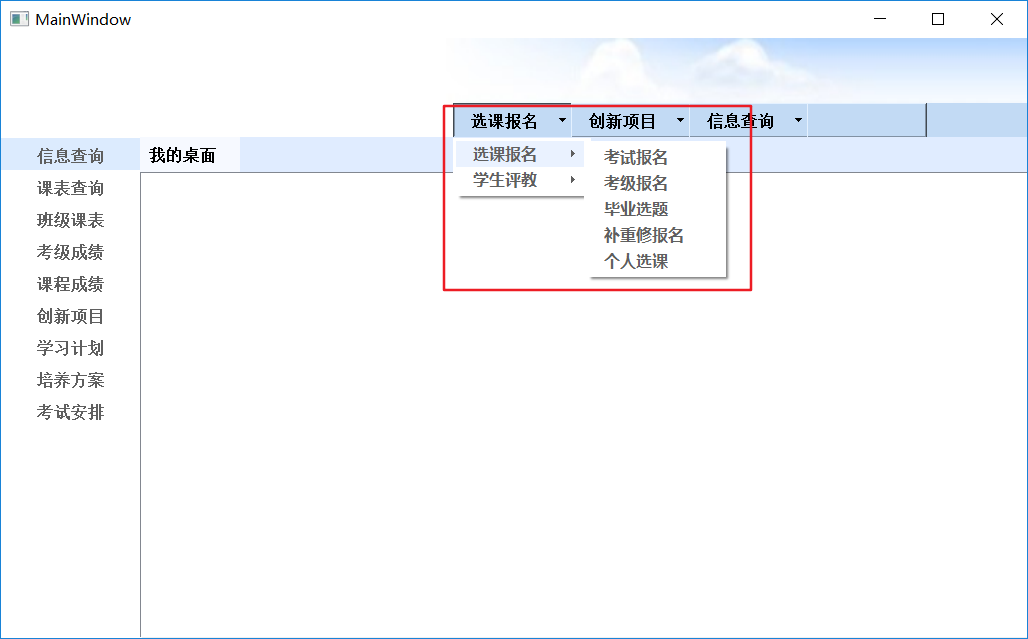 MainWindow
选课报名 创新项目 信息查询
信息查询
课表查询
班级课表
考级成绩
课程成绩
创新项目
学习计划
培养方案
考试安排
我的桌面
选课报名
学生评教
考试报名
考级报名
毕业选题
补重修报名
个人选课